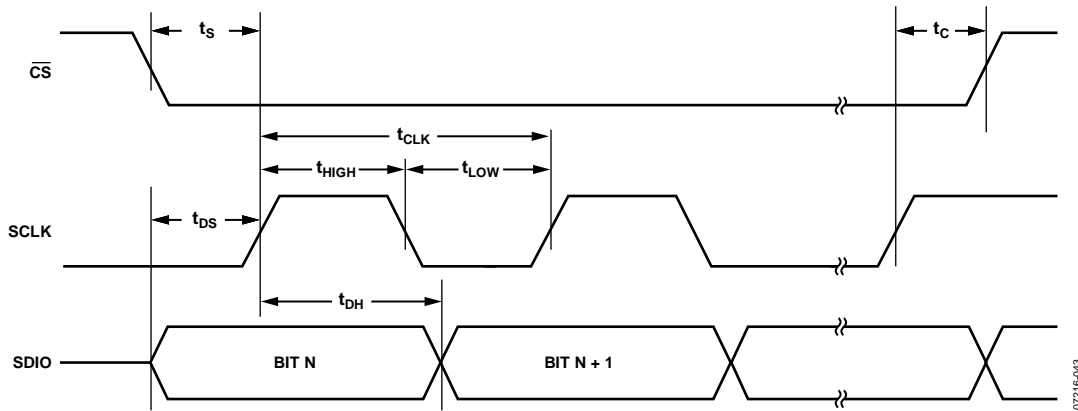 tS
tC
CS
tCLK
tHIGH
tLOW
tDS
SCLK
tDH
SDIO
BIT N
BIT N + 1
07216-043